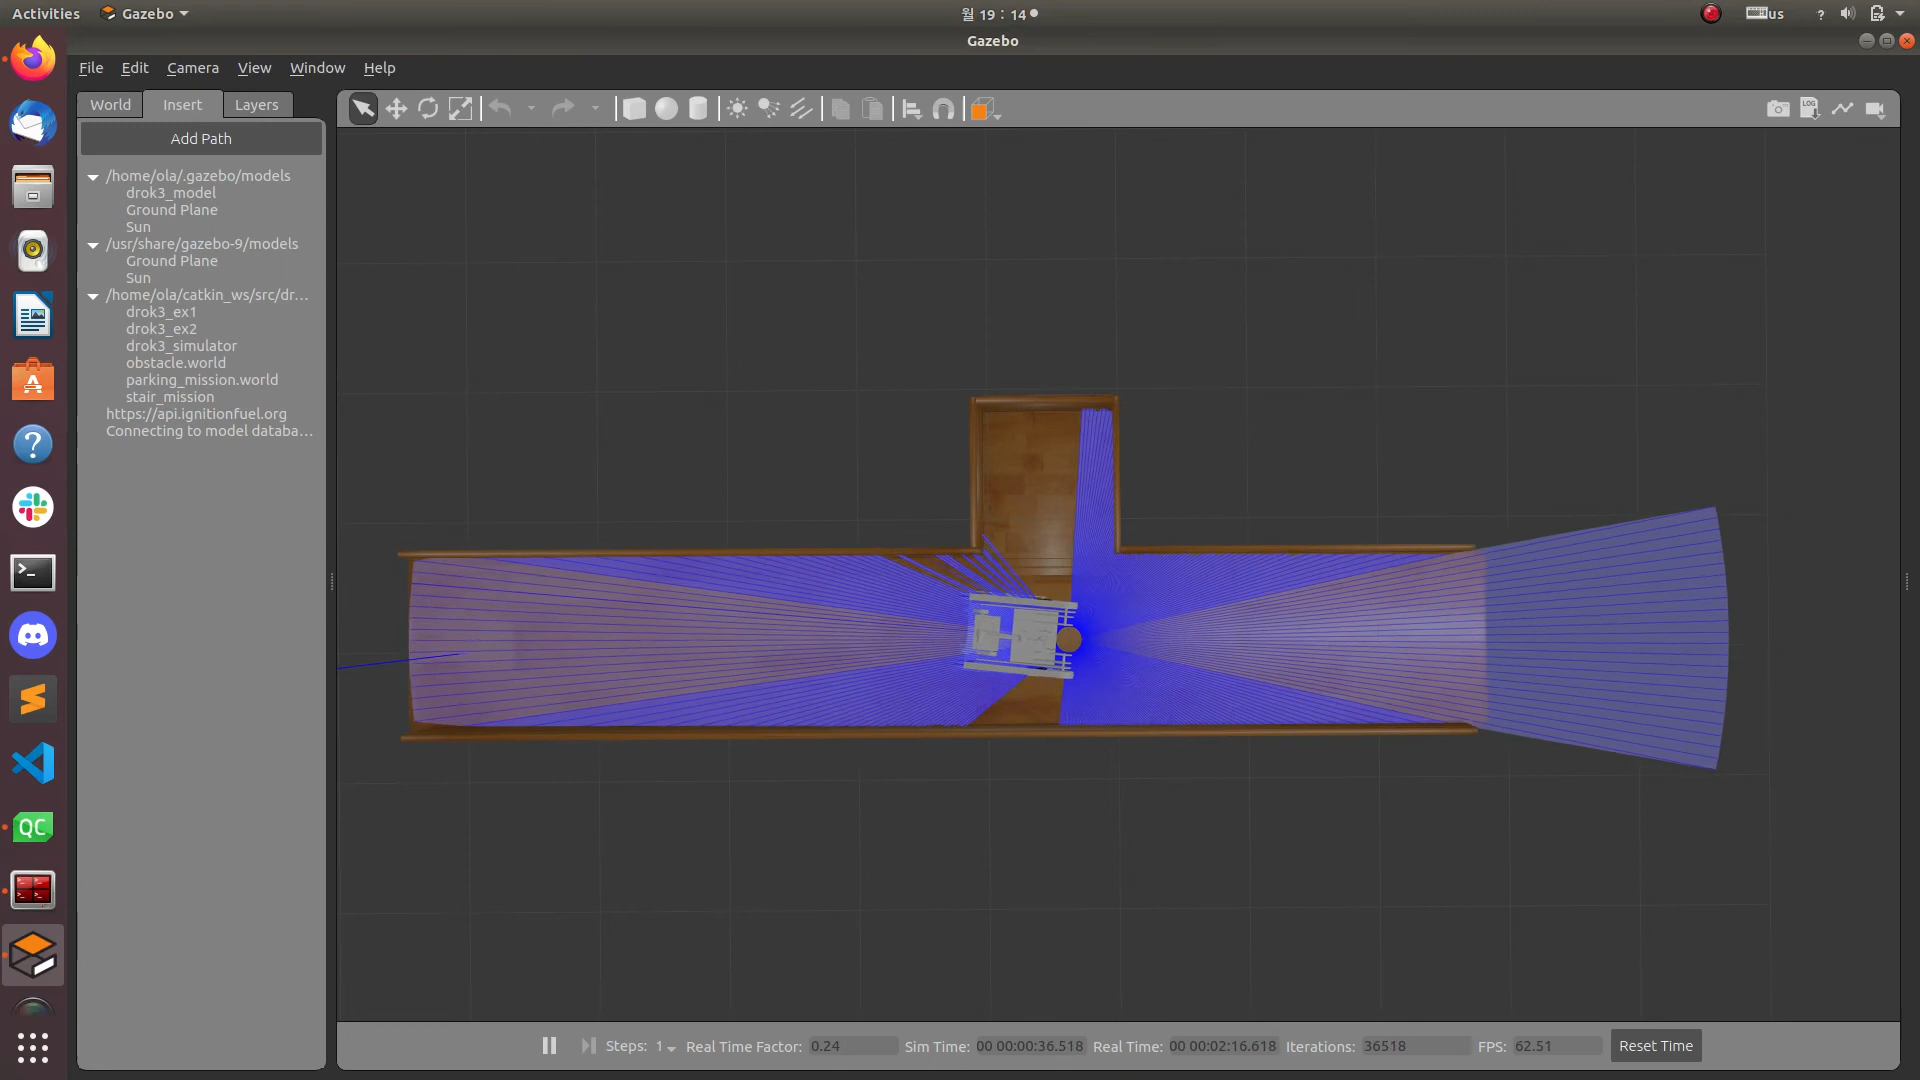 Activities Gazebo 월 19 : 14 us ?
Gazebo
File Edit Camera View Window Help
World Insert Layers
LOG
Add Path
/home/ola/.gazebo/models
drok3_model
Ground Plane
Sun
/usr/share/gazebo-9/models
Ground Plane
Sun
/home/ola/catkin_ws/src/dr...
drok3_ex1
drok3_ex2
drok3_simulator
obstacle.world
parking_mission.world
stair_mission
https://api.ignitionfuel.org
Connecting to model databa...
QC
Steps: 1 Real Time Factor: 0.24 Sim Time: 00 00:00:36.518 Real Time: 00 00:02:16.618 Iterations: 36518 FPS: 62.51 Reset Time